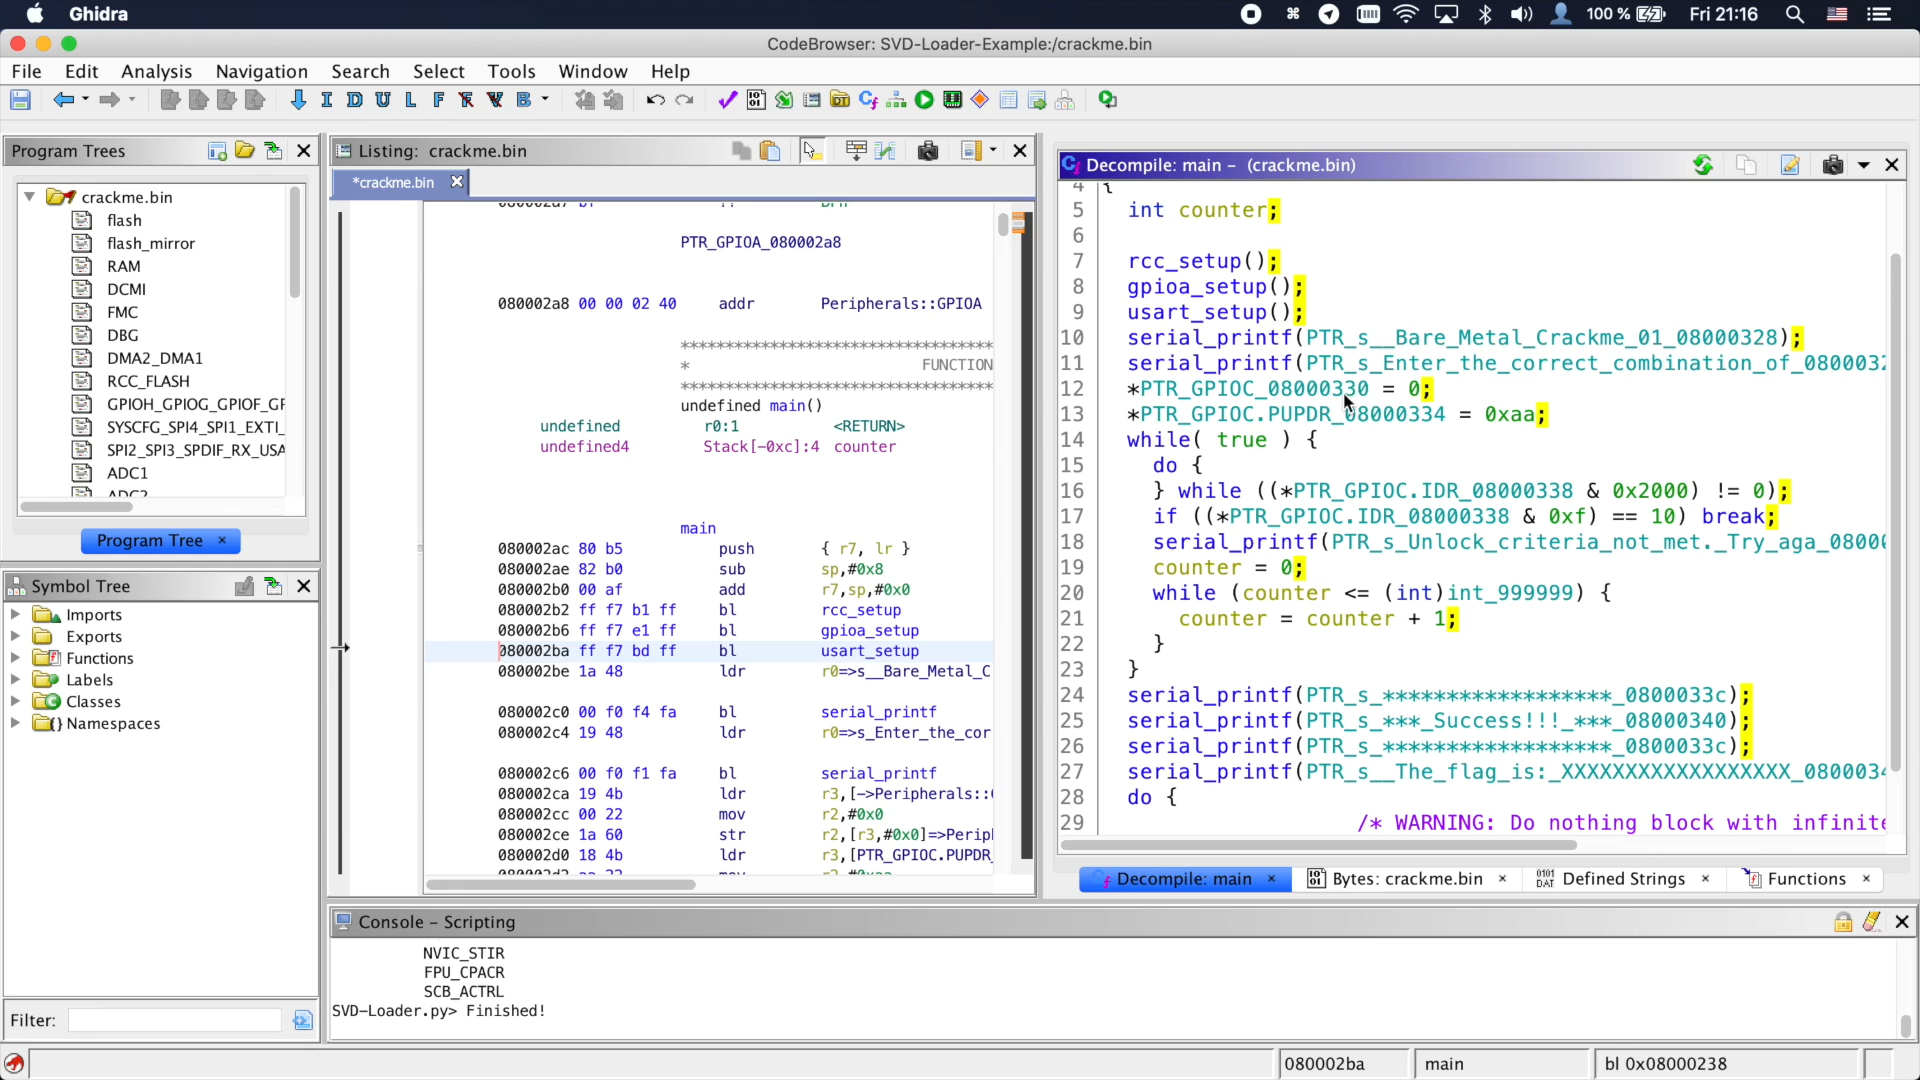 Ghidra
100 %
Fri 21:16
CodeBrowser: SVD-Loader-Example:/crackme.bin
File Edit Analysis Navigation Search Select Tools Window Help
Program Trees
crackme.bin
flash
flash_mirror
RAM
DCMI
FMC
DBG
DMA2_DMA1
RCC_FLASH
GPIOH_GPIOG_GPIOF_GF
SYSCFG_SPI4_SPI1_EXTI_
SPI2_SPI3_SPDIF_RX_USA
ADC1
Program Tree ×
Symbol Tree
Imports
Exports
Functions
Labels
Classes
Namespaces
Filter:
Listing: crackme.bin
*crackme.bin
PTR_GPIOA_080002a8
080002a8 00 00 02 40 addr Peripherals::GPIOA
*******************************
* FUNCTION
*******************************
undefined main()
undefined r0:1 <RETURN>
undefined4 Stack[-0xc]:4 counter
main
080002ac 80 b5 push { r7, lr }
080002ae 82 b0 sub sp,#0x8
080002b0 00 af add r7,sp,#0x0
080002b2 ff f7 b1 ff bl rcc_setup
080002b6 ff f7 e1 ff bl gpioa_setup
080002ba ff f7 bd ff bl usart_setup
080002be 1a 48 ldr r0=>s__Bare_Metal_C
080002c0 00 f0 f4 fa bl serial_printf
080002c4 19 48 ldr r0=>s_Enter_the_cor
080002c6 00 f0 f1 fa bl serial_printf
080002ca 19 4b ldr r3,[->Peripherals::
080002cc 00 22 mov r2,#0x0
080002ce 1a 60 str r2,[r3,#0x0]=>Perip
080002d0 18 4b ldr r3,[PTR_GPIOC.PUPDR_
Decompile: main – (crackme.bin)
4 {
5 int counter;
6
7 rcc_setup();
8 gpioa_setup();
9 usart_setup();
10 serial_printf(PTR_s__Bare_Metal_Crackme_01_08000328);
11 serial_printf(PTR_s_Enter_the_correct_combination_of_0800032
12 *PTR_GPIOC_08000330 = 0;
13 *PTR_GPIOC.PUPDR_08000334 = 0xaa;
14 while( true ) {
15 do {
16 } while ((*PTR_GPIOC.IDR_08000338 & 0x2000) != 0);
17 if ((*PTR_GPIOC.IDR_08000338 & 0xf) == 10) break;
18 serial_printf(PTR_s_Unlock_criteria_not_met._Try_aga_0800
19 counter = 0;
20 while (counter <= (int)int_999999) {
21 counter = counter + 1;
22 }
23 }
24 serial_printf(PTR_s_******************_0800033c);
25 serial_printf(PTR_s_***_Success!!!_***_08000340);
26 serial_printf(PTR_s_******************_0800033c);
27 serial_printf(PTR_s__The_flag_is:_XXXXXXXXXXXXXXXXXX_080003
28 do {
29 /* WARNING: Do nothing block with infinite
Decompile: main × Bytes: crackme.bin × Defined Strings × Functions ×
Console – Scripting
NVIC_STIR
FPU_CPACR
SCB_ACTRL
SVD-Loader.py> Finished!
080002ba main bl 0x08000238